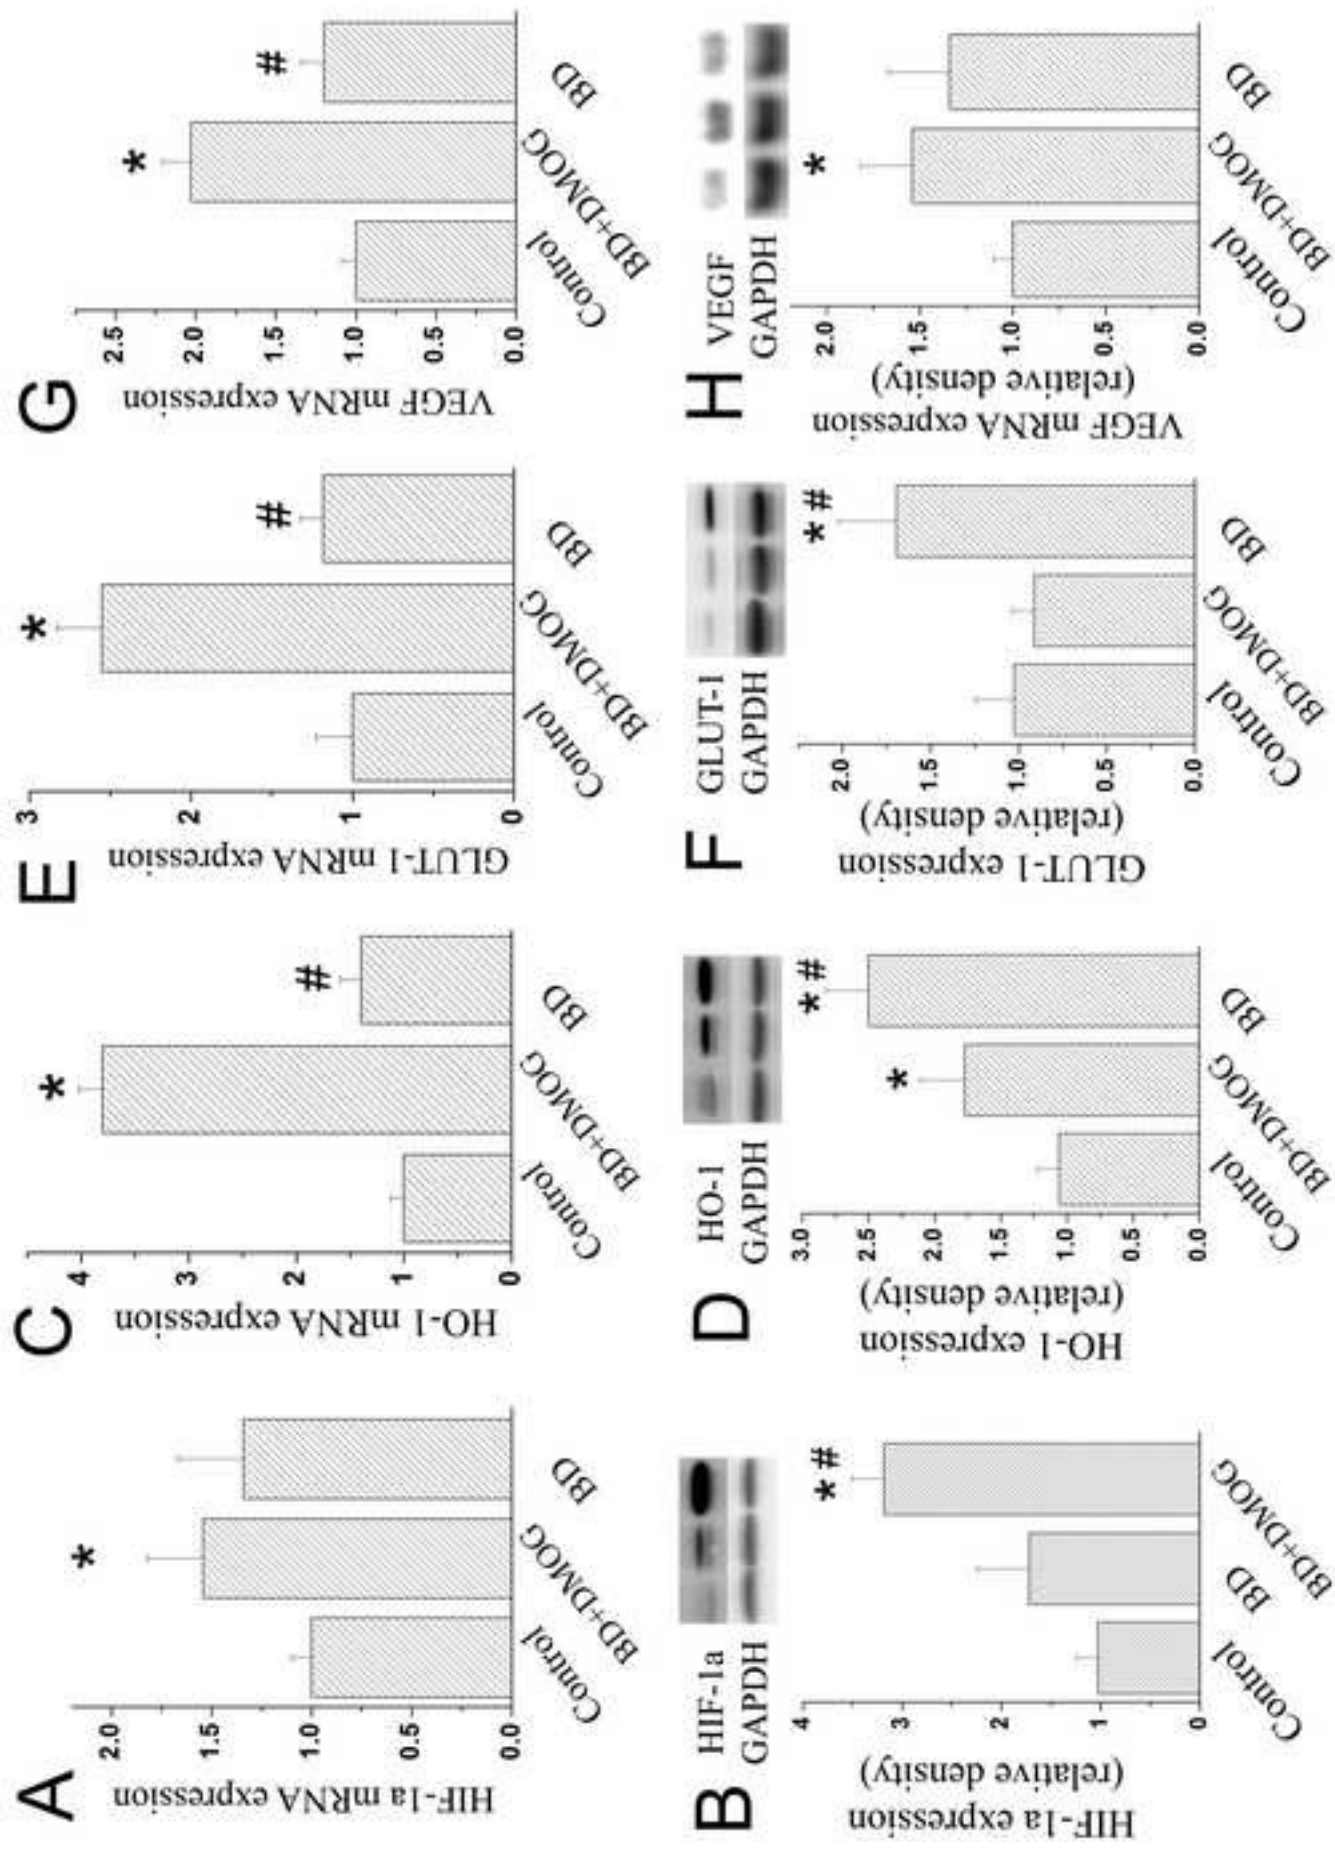 A
HIF-1a mRNA expression
2.0
1.5
1.0
0.5
0.0
*
Control
BD+DMOG
BD
C
HO-1 mRNA expression
4
3
2
1
0
*
#
Control
BD+DMOG
BD
E
GLUT-1 mRNA expression
3
2
1
0
*
#
Control
BD+DMOG
BD
G
VEGF mRNA expression
2.5
2.0
1.5
1.0
0.5
0.0
*
#
Control
BD+DMOG
BD
B
HIF-1a
GAPDH
HIF-1a expression
(relative density)
4
3
2
1
0
*#
Control
BD
BD+DMOG
D
HO-1
GAPDH
HO-1 expression
(relative density)
3.0
2.5
2.0
1.5
1.0
0.5
0.0
*
*#
Control
BD+DMOG
BD
F
GLUT-1
GAPDH
GLUT-1 expression
(relative density)
2.0
1.5
1.0
0.5
0.0
*#
Control
BD+DMOG
BD
H
VEGF
GAPDH
VEGF mRNA expression
(relative density)
2.0
1.5
1.0
0.5
0.0
*
Control
BD+DMOG
BD